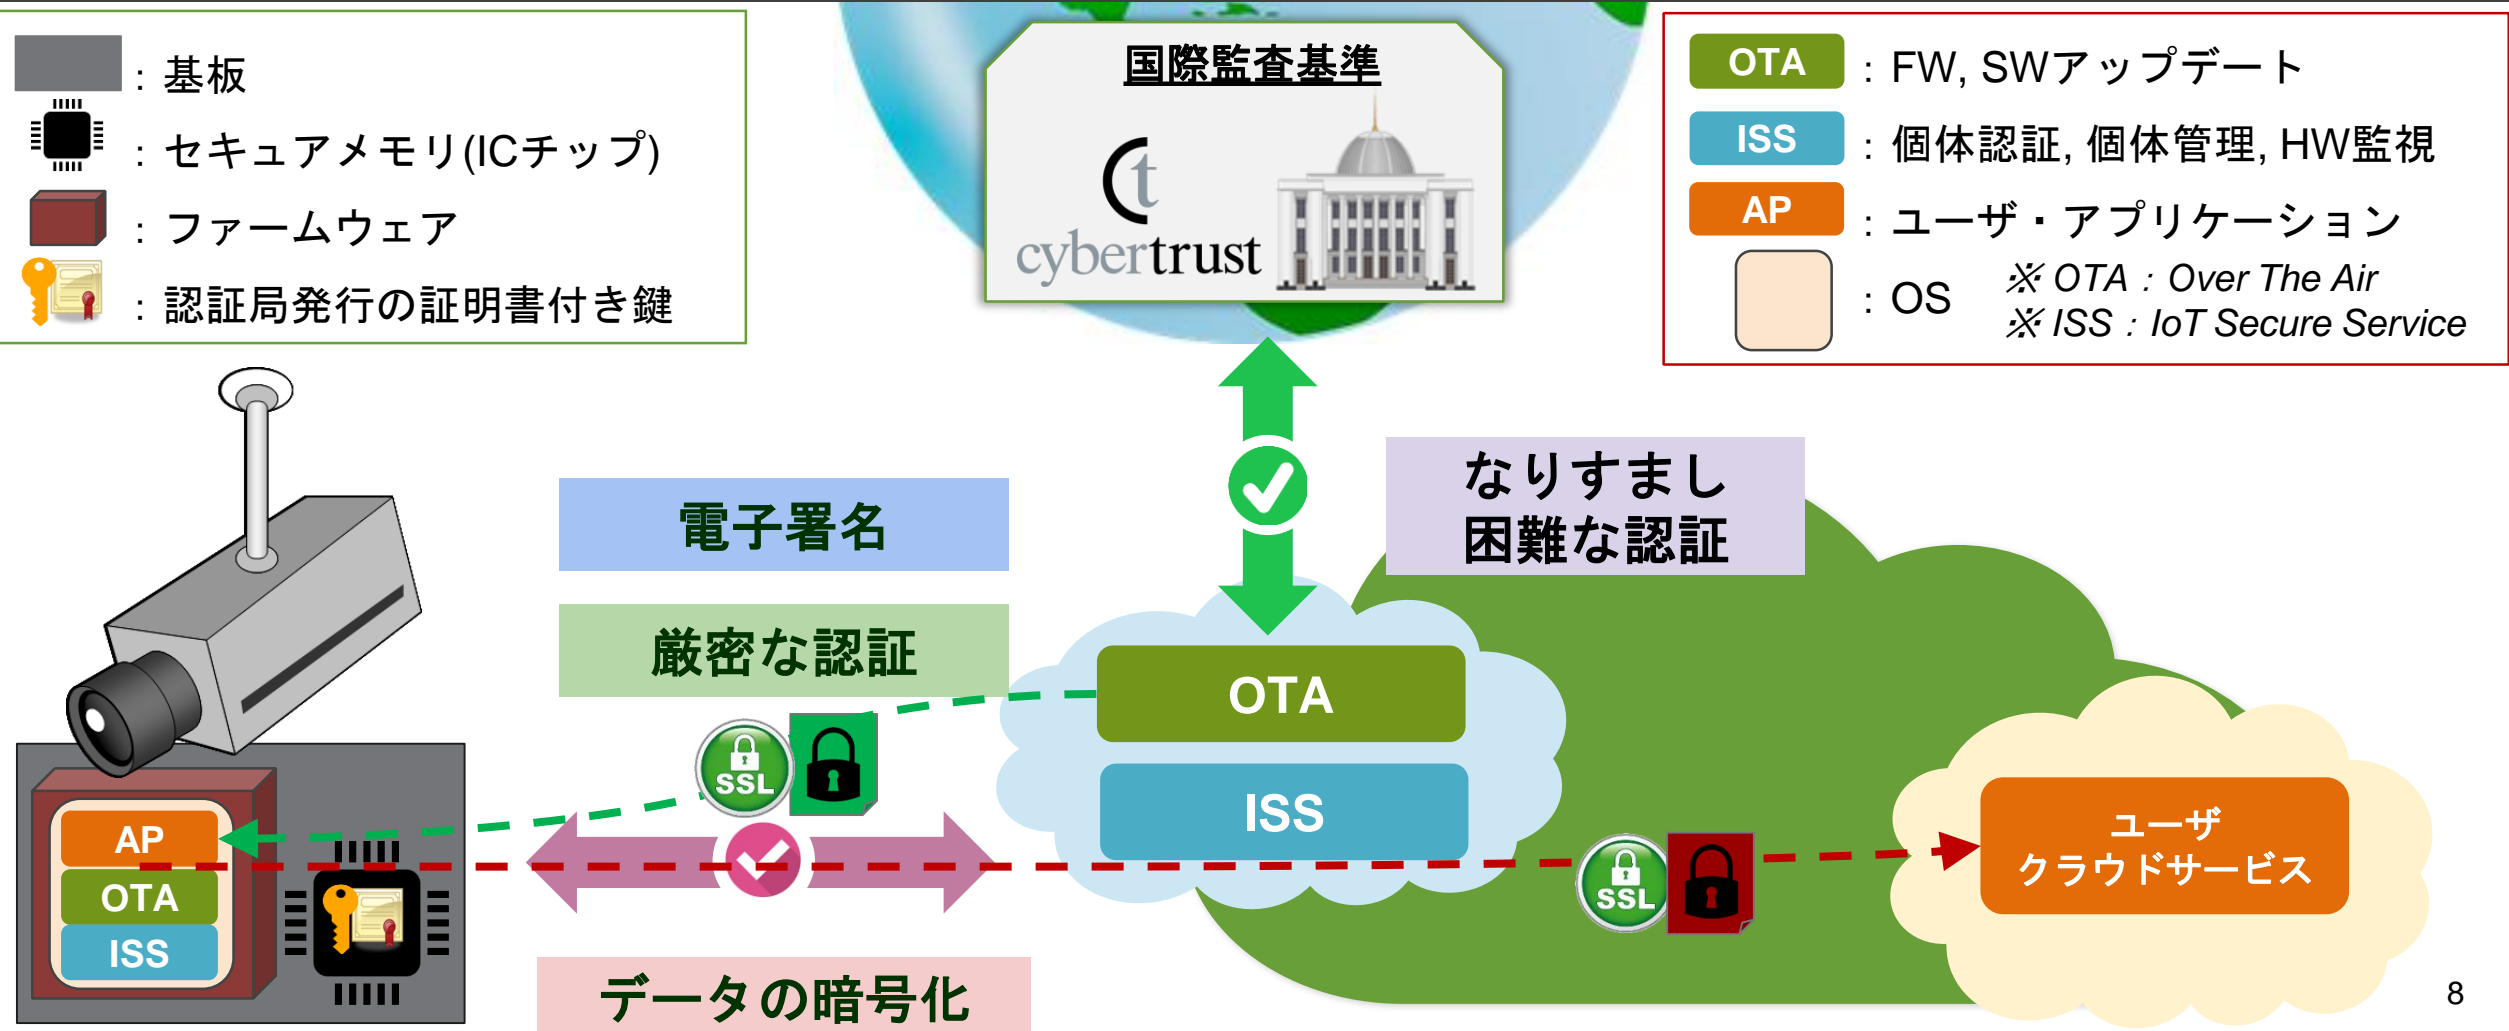 ：基板
：セキュアメモリ(ICチップ)
：ファームウェア
：認証局発行の証明書付き鍵
国際監査基準
Ct
cybertrust
OTA ：FW, SWアップデート
ISS ：個体認証, 個体管理, HW監視
AP ：ユーザ・アプリケーション
：OS
※ OTA：Over The Air
※ ISS：IoT Secure Service
電子署名
厳密な認証
なりすまし
困難な認証
OTA
ISS
SSL
AP
OTA
ISS
SSL
ユーザ
クラウドサービス
データの暗号化
8